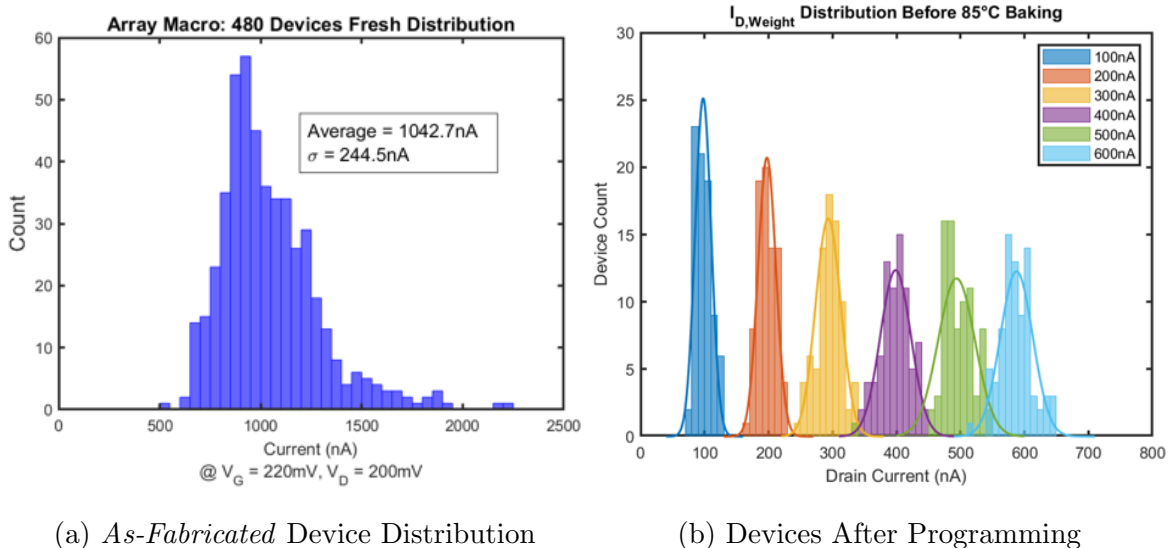 Array Macro: 480 Devices Fresh Distribution
60
50
40
30
20
10
0
Count
Average = 1042.7nA
σ = 244.5nA
0 500 1000 1500 2000 2500
Current (nA)
@ V_G = 220mV, V_D = 200mV
(a) As-Fabricated Device Distribution
I_D,Weight Distribution Before 85°C Baking
30
25
20
15
10
5
0
Device Count
100nA
200nA
300nA
400nA
500nA
600nA
0 100 200 300 400 500 600 700 800
Drain Current (nA)
(b) Devices After Programming